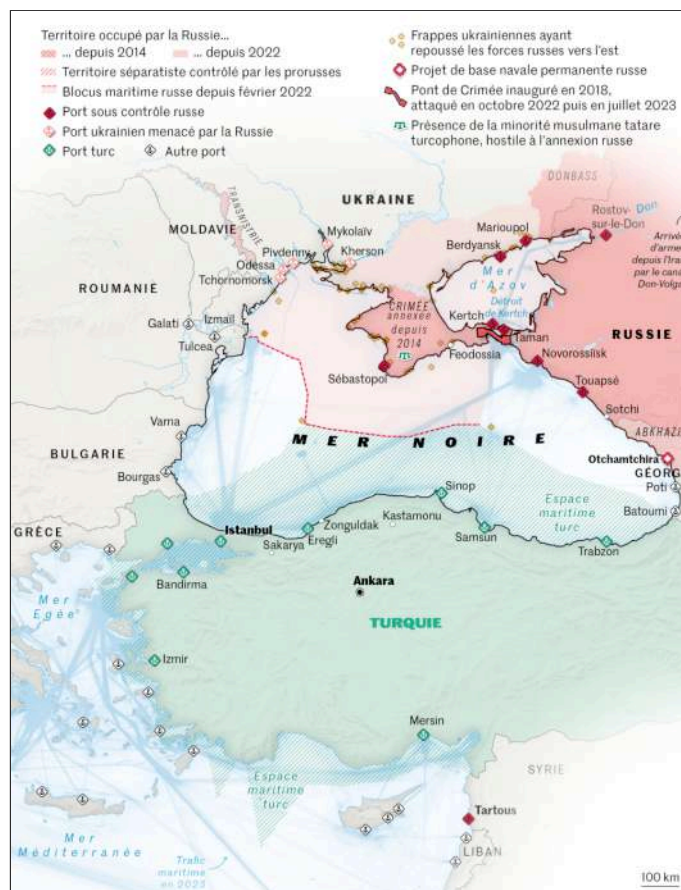 Territoire occupé par la Russie...
... depuis 2014
... depuis 2022
Territoire séparatiste contrôlé par les prorusses
Blocus maritime russe depuis février 2022
Port sous contrôle russe
Port ukrainien menacé par la Russie
Port turc
Autre port
Frappes ukrainiennes ayant
repoussé les forces russes vers l'est
Projet de base navale permanente russe
Pont de Crimée inauguré en 2018,
attaqué en octobre 2022 puis en juillet 2023
Présence de la minorité musulmane tatare
turcophone, hostile à l'annexion russe
DONBASS
UKRAINE
TRANSNISTRIE
MOLDAVIE
Mykolaïv
Pivdenny
Kherson
Odessa
Tchornomorsk
Marioupol
Berdyansk
Rostov-
sur-le-Don
Don
Arrivée
d'arme
depuis l'Ira
par le cana
Don-Volga
Mer
d'Azov
ROUMANIE
CRIMÉE
annexée
depuis
2014
Détroit
de Kertch
Kertch
Taman
RUSSIE
Galati
Izmaïl
Tulcea
Feodossia
Novorossiïsk
Sébastopol
Touapsé
Sotchi
Varna
MER NOIRE
ABKHAZI
BULGARIE
Otchamtchira
GÉORG
Bourgas
Poti
Sinop
Espace
maritime
turc
Batoumi
GRÈCE
Istanbul
Zonguldak
Kastamonu
Sakarya
Eregli
Samsun
Trabzon
Bandirma
Ankara
Mer
Egée
TURQUIE
Izmir
Mersin
SYRIE
Espace
maritime
turc
Tartous
Mer
Méditerranée
LIBAN
Trafic
maritime
en 2023
100 km